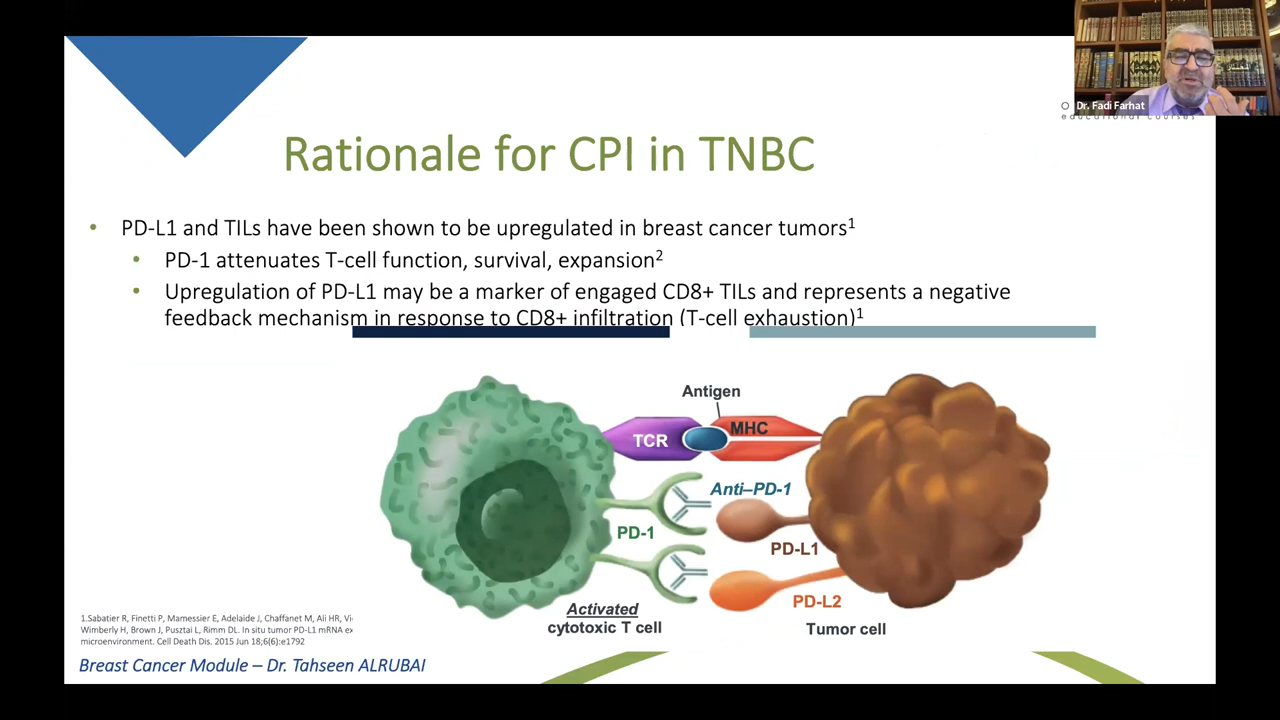 Dr. Fadi Farhat
educational courses
Rationale for CPI in TNBC
• PD-L1 and TILs have been shown to be upregulated in breast cancer tumors1
• PD-1 attenuates T-cell function, survival, expansion2
• Upregulation of PD-L1 may be a marker of engaged CD8+ TILs and represents a negative
feedback mechanism in response to CD8+ infiltration (T-cell exhaustion)1
Antigen
TCR
MHC
Anti–PD-1
PD-1
PD-L1
PD-L2
Activated
cytotoxic T cell
Tumor cell
1.Sabatier R, Finetti P, Mamessier E, Adelaide J, Chaffanet M, Ali HR,
Wimberly H, Brown J, Pusztai L, Rimm DL. In situ tumor PD-L1 mRNA
microenvironment. Cell Death Dis. 2015 Jun 18;6(6):e1792
Breast Cancer Module – Dr. Tahseen ALRUBAI